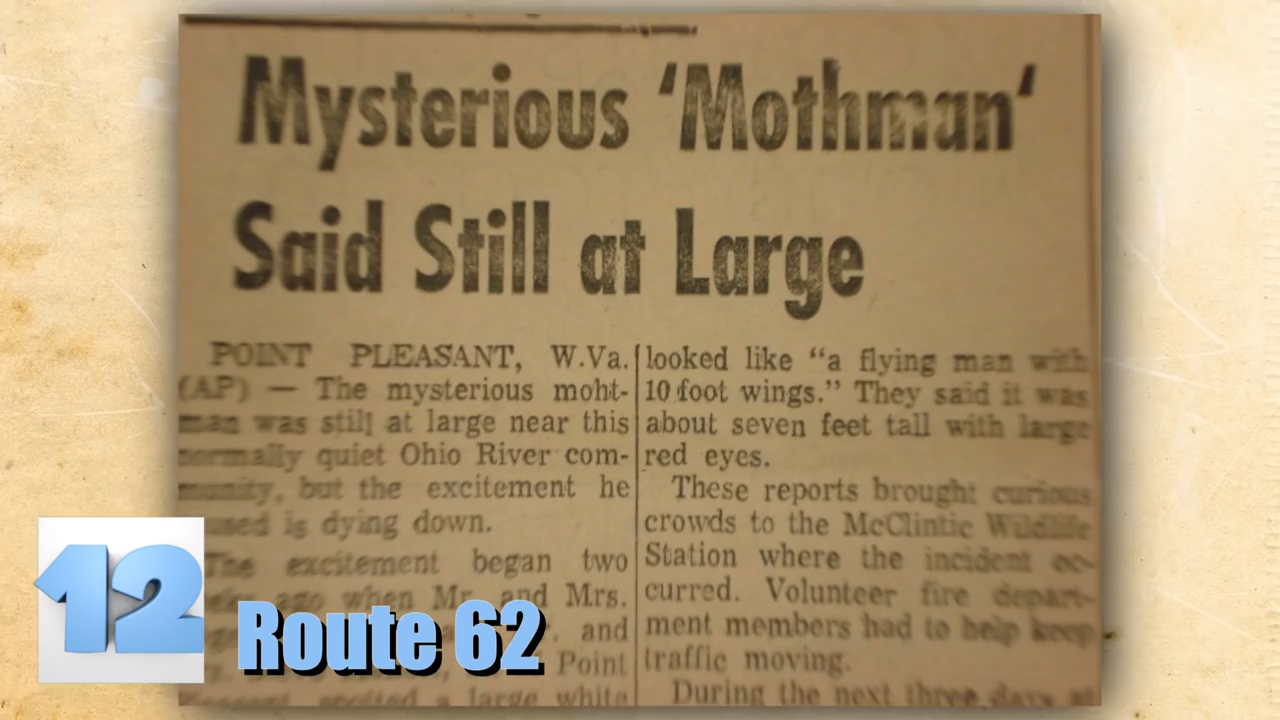 Mysterious 'Mothman'
Said Still at Large
POINT PLEASANT, W.Va.
(AP) — The mysterious moht-
man was still at large near this
normally quiet Ohio River com-
munity, but the excitement he
used is dying down.
The excitement began two
ago when Mr. and Mrs.
. and
Point
spotted a large white
looked like “a flying man with
10 foot wings.” They said it was
about seven feet tall with large
red eyes.
These reports brought curious
crowds to the McClintic Wildlife
Station where the incident oc-
curred. Volunteer fire depart-
ment members had to help keep
traffic moving.
During the next three days
12
Route 62